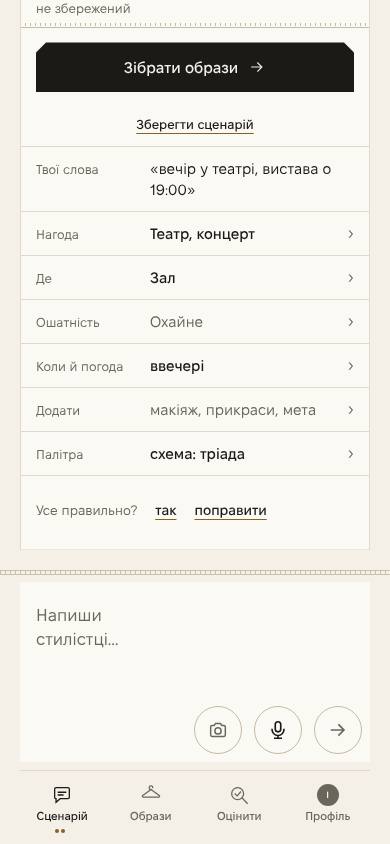 не збережений
Зібрати образи →
Зберегти сценарій
Твої слова «вечір у театрі, вистава о
19:00»
Нагода Театр, концерт
Де Зал
Ошатність Охайне
Коли й погода ввечері
Додати макіяж, прикраси, мета
Палітра схема: тріада
Усе правильно? так поправити
Напиши
стилістці...
Сценарій Образи Оцінити Профіль